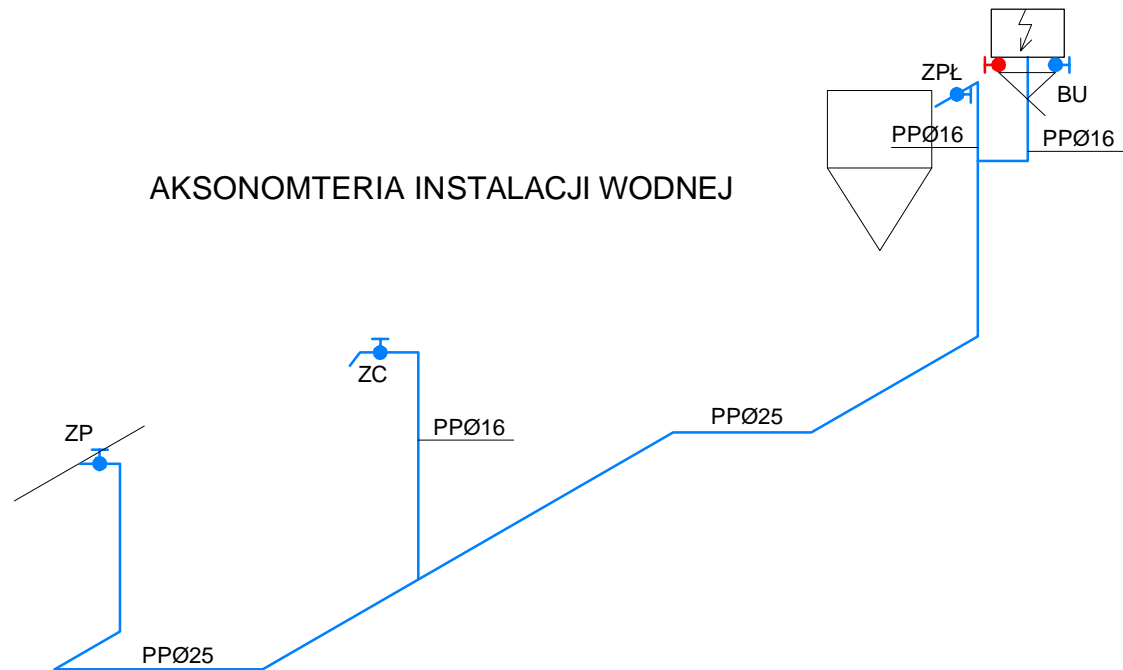 ZPŁ
BU
PPØ16
PPØ16
AKSONOMTERIA INSTALACJI WODNEJ
ZC
PPØ25
ZP
PPØ16
PPØ25